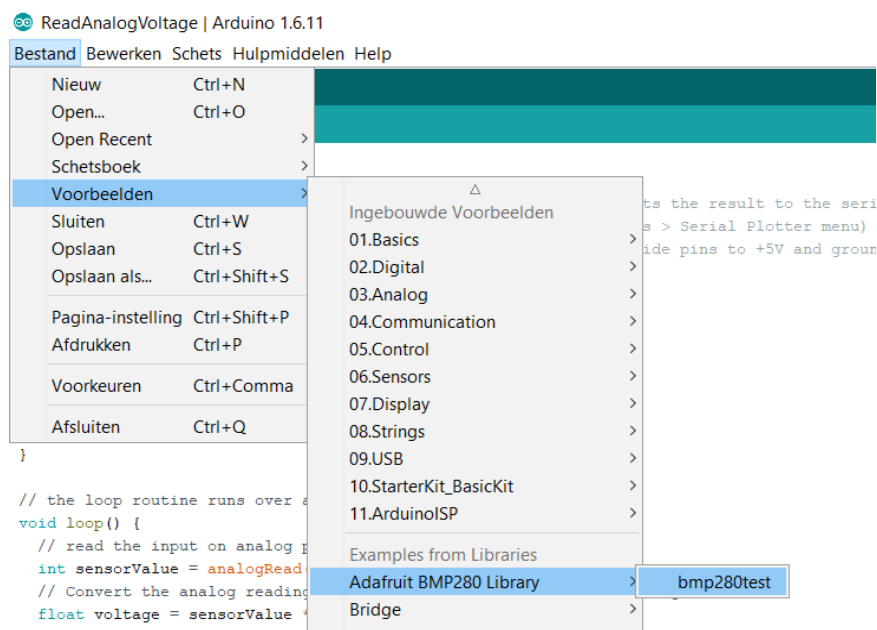 ReadAnalogVoltage | Arduino 1.6.11
Bestand Bewerken Schets Hulpmiddelen Help
Nieuw Ctrl+N
Open... Ctrl+O
Open Recent
Schetsboek
Voorbeelden
Sluiten Ctrl+W
Opslaan Ctrl+S
Opslaan als... Ctrl+Shift+S
Pagina-instelling Ctrl+Shift+P
Afdrukken Ctrl+P
Voorkeuren Ctrl+Comma
Afsluiten Ctrl+Q
Ingebouwde Voorbeelden
01.Basics
02.Digital
03.Analog
04.Communication
05.Control
06.Sensors
07.Display
08.Strings
09.USB
10.StarterKit_BasicKit
11.ArduinoISP
Examples from Libraries
Adafruit BMP280 Library
Bridge
bmp280test
ts the result to the seri
s > Serial Plotter menu)
ide pins to +5V and groun
}
// the loop routine runs over a
void loop() {
// read the input on analog p
int sensorValue = analogRead(
// Convert the analog reading
float voltage = sensorValue *